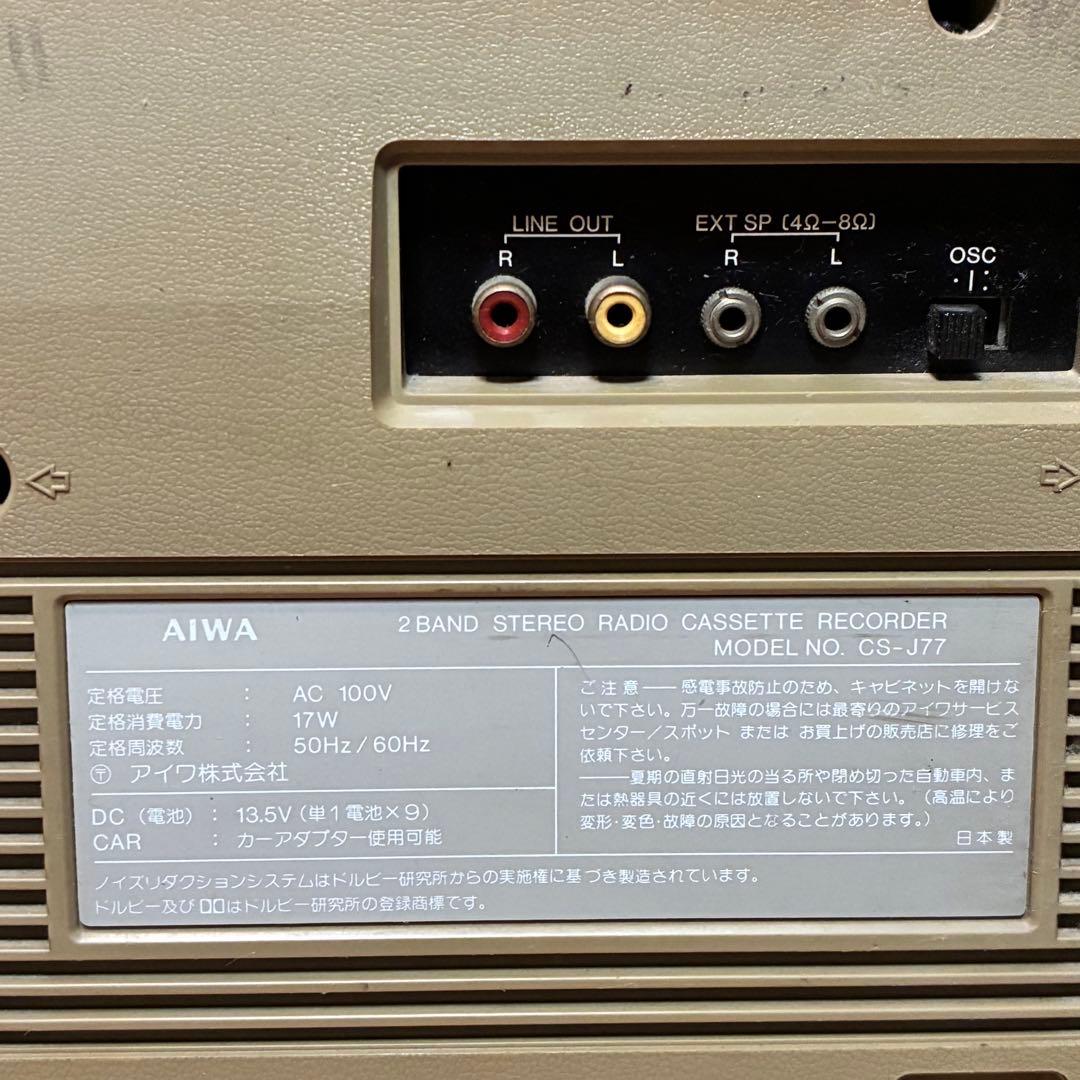 LINE OUT
EXT SP (4Ω-8Ω)
R
L
R
L
OSC
AIWA
2 BAND STEREO RADIO CASSETTE RECORDER
MODEL NO. CS-J77
定格電圧 : AC 100V
定格消費電力 : 17W
定格周波数 : 50Hz/60Hz
〶 アイワ株式会社
DC (電池) : 13.5V (単1電池×9)
CAR : カーアダプター使用可能
ご注意── 感電事故防止のため、キャビネットを開けな
いで下さい。万一故障の場合には最寄りのアイワサービス
センター/スポット または お買上げの販売店に修理をご
依頼下さい。
──夏期の直射日光の当る所や閉め切った自動車内、ま
たは熱器具の近くには放置しないで下さい。(高温により
変形・変色・故障の原因となることがあります。)
日本製
ノイズリダクションシステムはドルビー研究所からの実施権に基づき製造されています。
ドルビー及び▯▯はドルビー研究所の登録商標です。